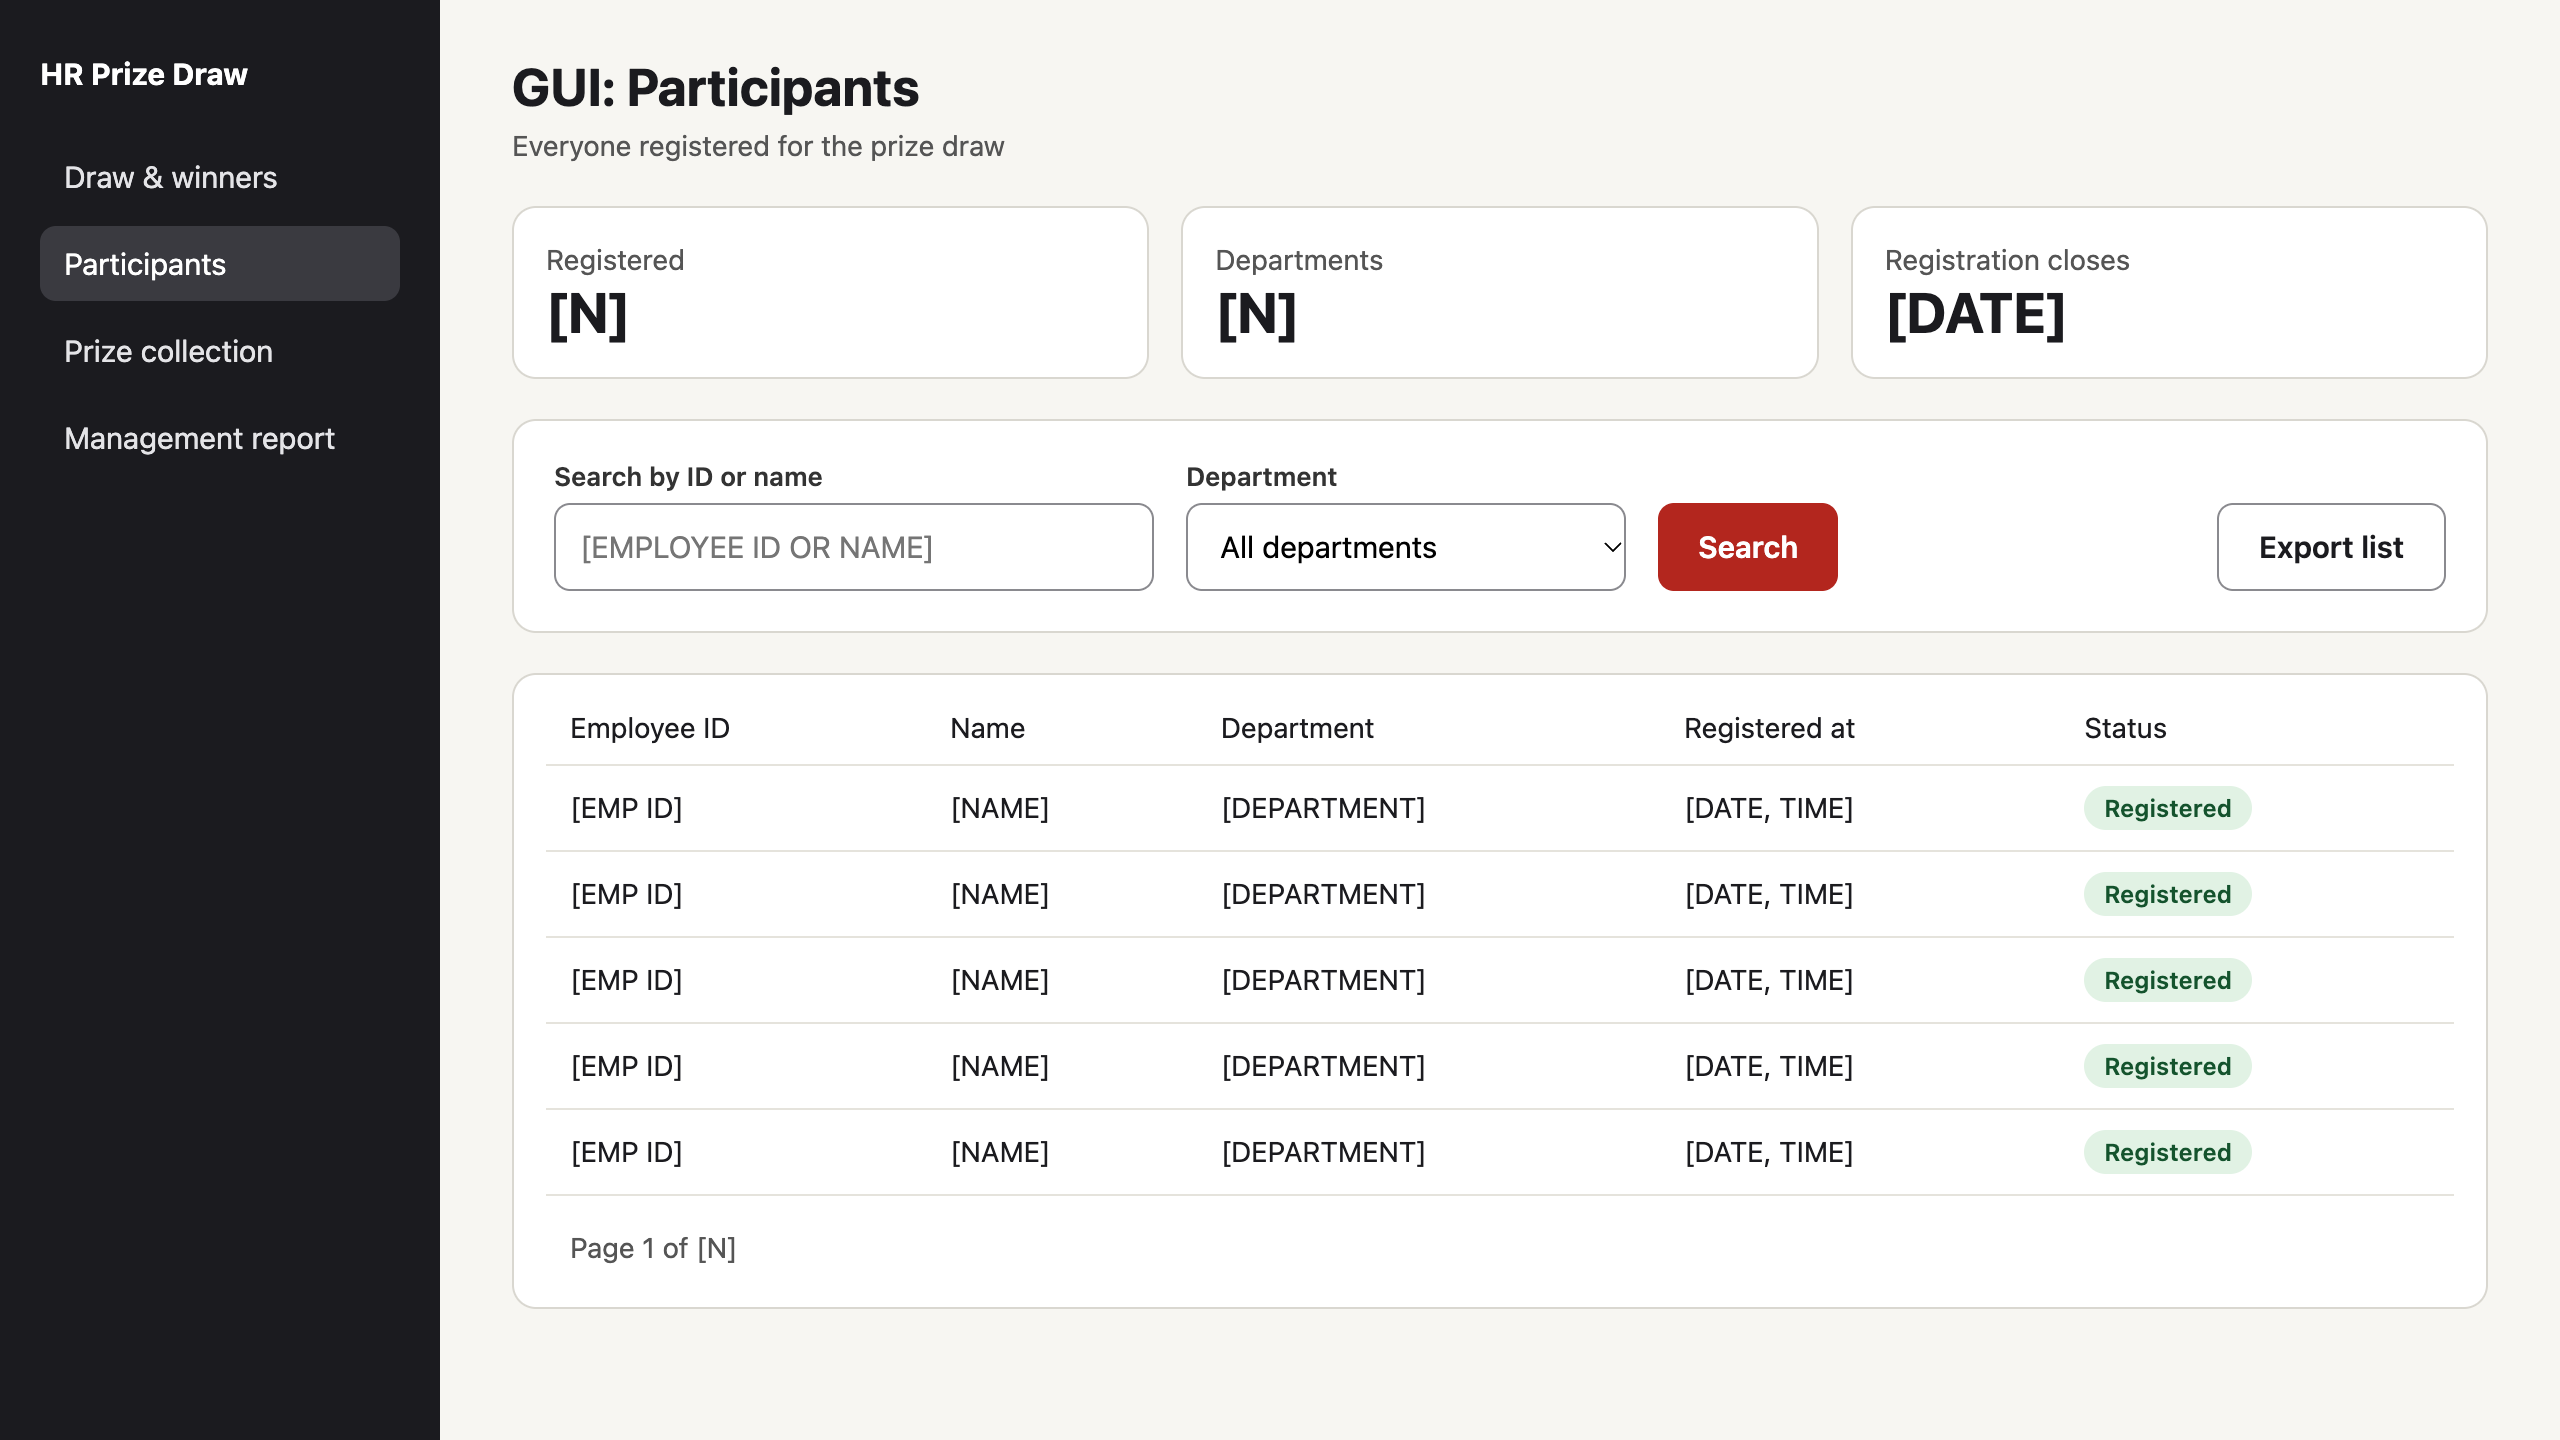 HR Prize Draw
Draw & winners
Participants
Prize collection
Management report
GUI: Participants
Everyone registered for the prize draw
Registered
[N]
Departments
[N]
Registration closes
[DATE]
Search by ID or name
[EMPLOYEE ID OR NAME]
Department
All departments
Search
Export list
Employee ID Name Department Registered at Status
[EMP ID] [NAME] [DEPARTMENT] [DATE, TIME] Registered
[EMP ID] [NAME] [DEPARTMENT] [DATE, TIME] Registered
[EMP ID] [NAME] [DEPARTMENT] [DATE, TIME] Registered
[EMP ID] [NAME] [DEPARTMENT] [DATE, TIME] Registered
[EMP ID] [NAME] [DEPARTMENT] [DATE, TIME] Registered
Page 1 of [N]